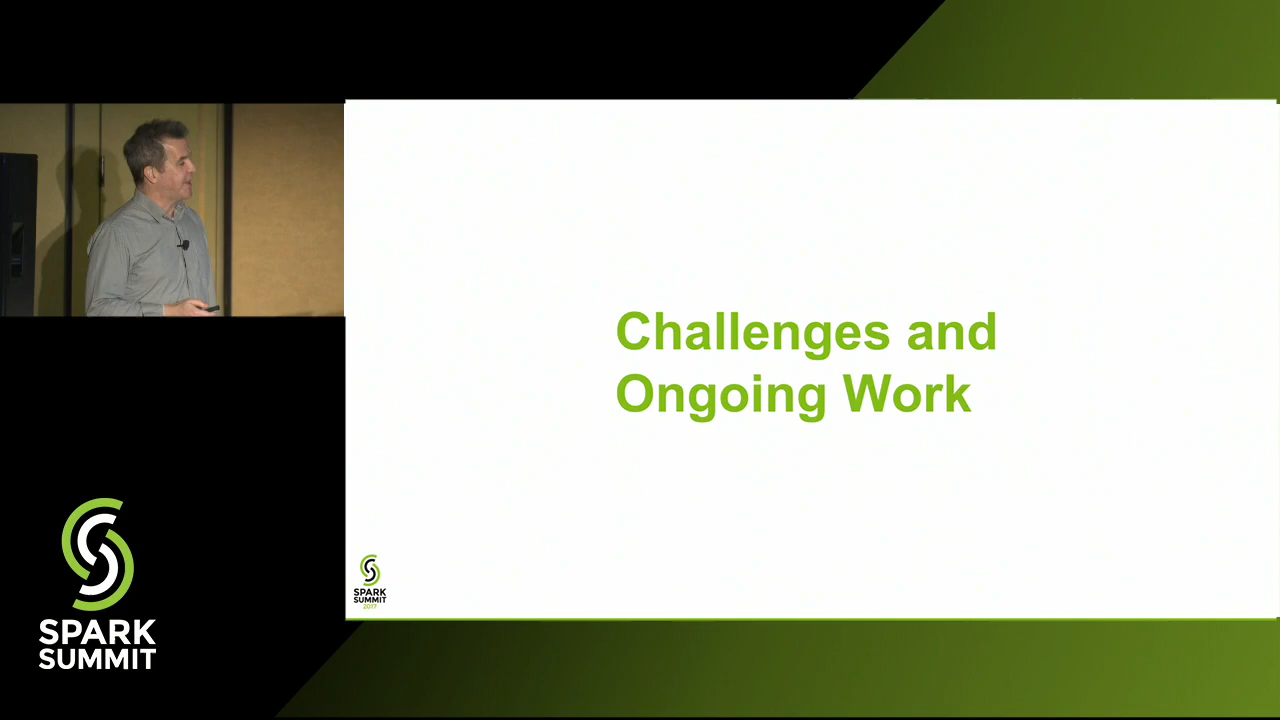 Challenges and
Ongoing Work
SPARK
SUMMIT
2017
SPARK
SUMMIT